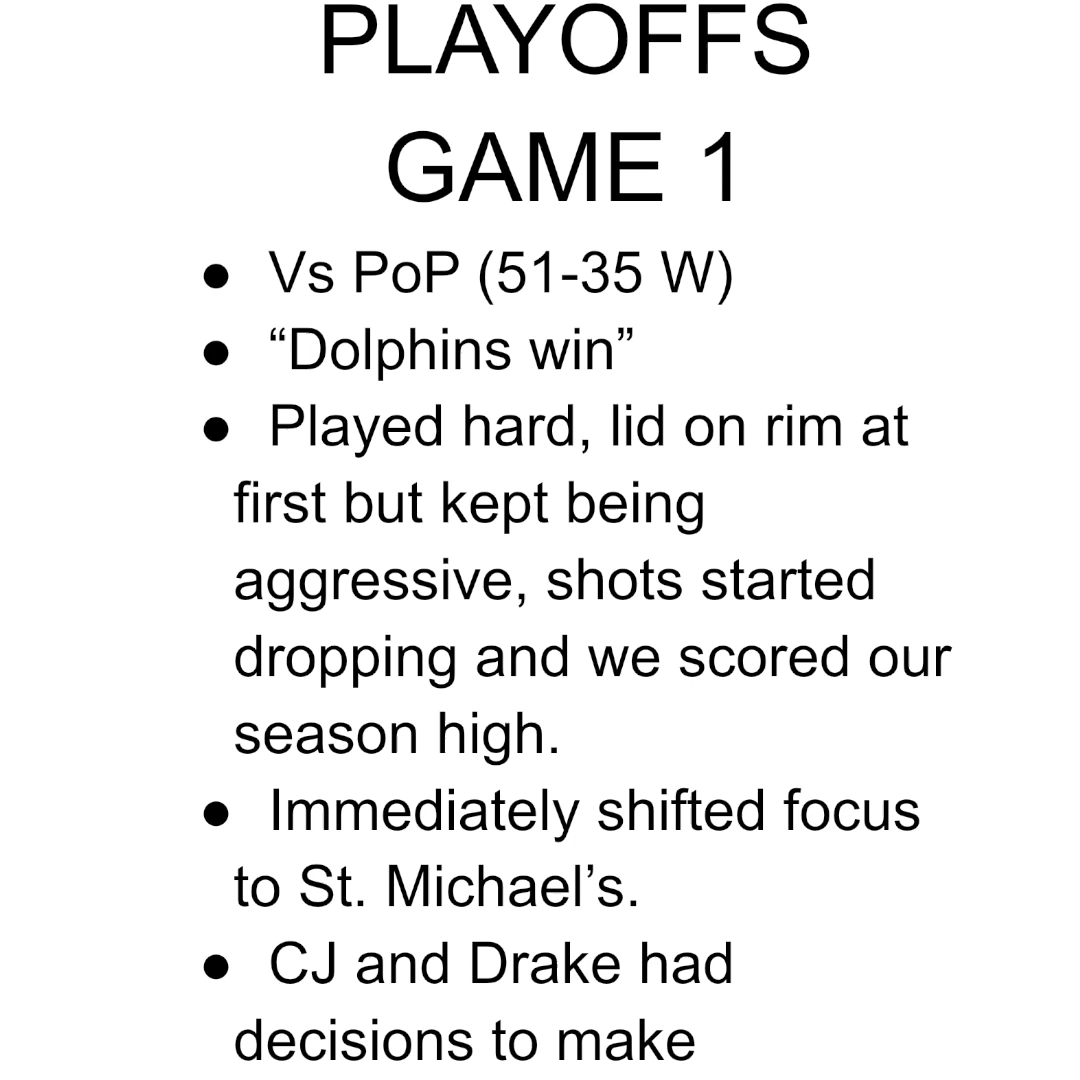 PLAYOFFS
GAME 1
● Vs PoP (51-35 W)
● “Dolphins win”
● Played hard, lid on rim at
first but kept being
aggressive, shots started
dropping and we scored our
season high.
● Immediately shifted focus
to St. Michael’s.
● CJ and Drake had
decisions to make